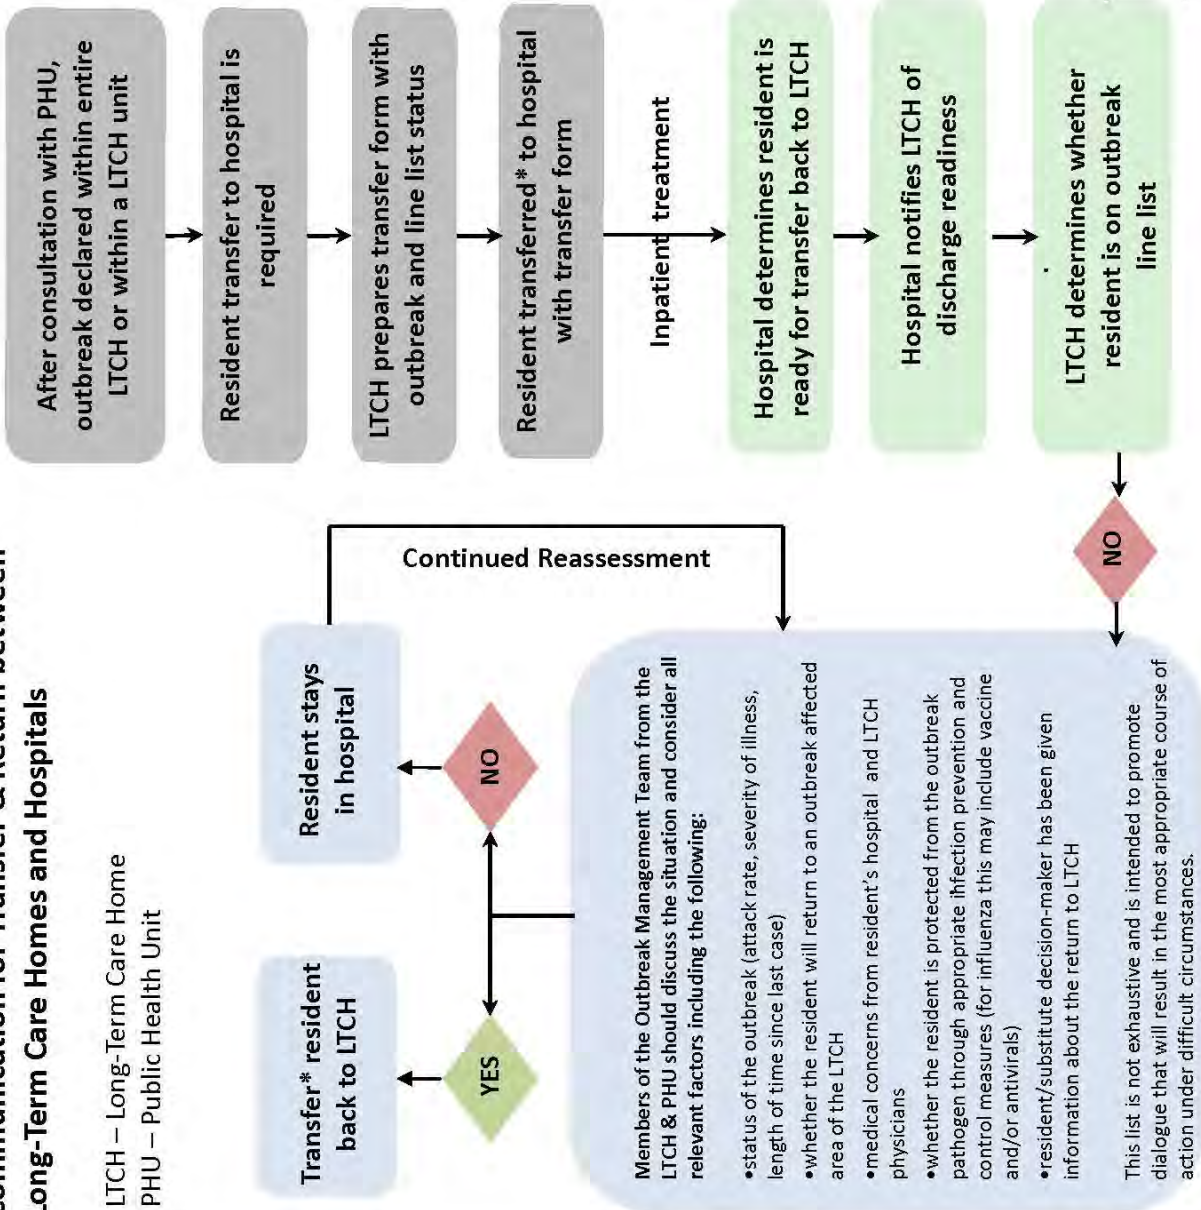 for Transfer & Return between
Long-Term Care Homes and Hospitals
LTCH – Long-Term Care Home
PHU – Public Health Unit
After consultation with PHU,
outbreak declared within entire
LTCH or within a LTCH unit
Resident transfer to hospital is
required
LTCH prepares transfer form with
outbreak and line list status
Resident transferred* to hospital
with transfer form
Inpatient treatment
Hospital determines resident is
ready for transfer back to LTCH
Hospital notifies LTCH of
discharge readiness
LTCH determines whether
resident is on outbreak
line list
NO
Members of the Outbreak Management Team from the
LTCH & PHU should discuss the situation and consider all
relevant factors including the following:
•status of the outbreak (attack rate, severity of illness,
length of time since last case)
•whether the resident will return to an outbreak affected
area of the LTCH
•medical concerns from resident's hospital and LTCH
physicians
•whether the resident is protected from the outbreak
pathogen through appropriate infection prevention and
control measures (for influenza this may include vaccine
and/or antivirals)
•resident/substitute decision-maker has been given
information about the return to LTCH
This list is not exhaustive and is intended to promote
dialogue that will result in the most appropriate course of
action under difficult circumstances.
YES
Transfer* resident
back to LTCH
NO
Resident stays
in hospital
Continued Reassessment